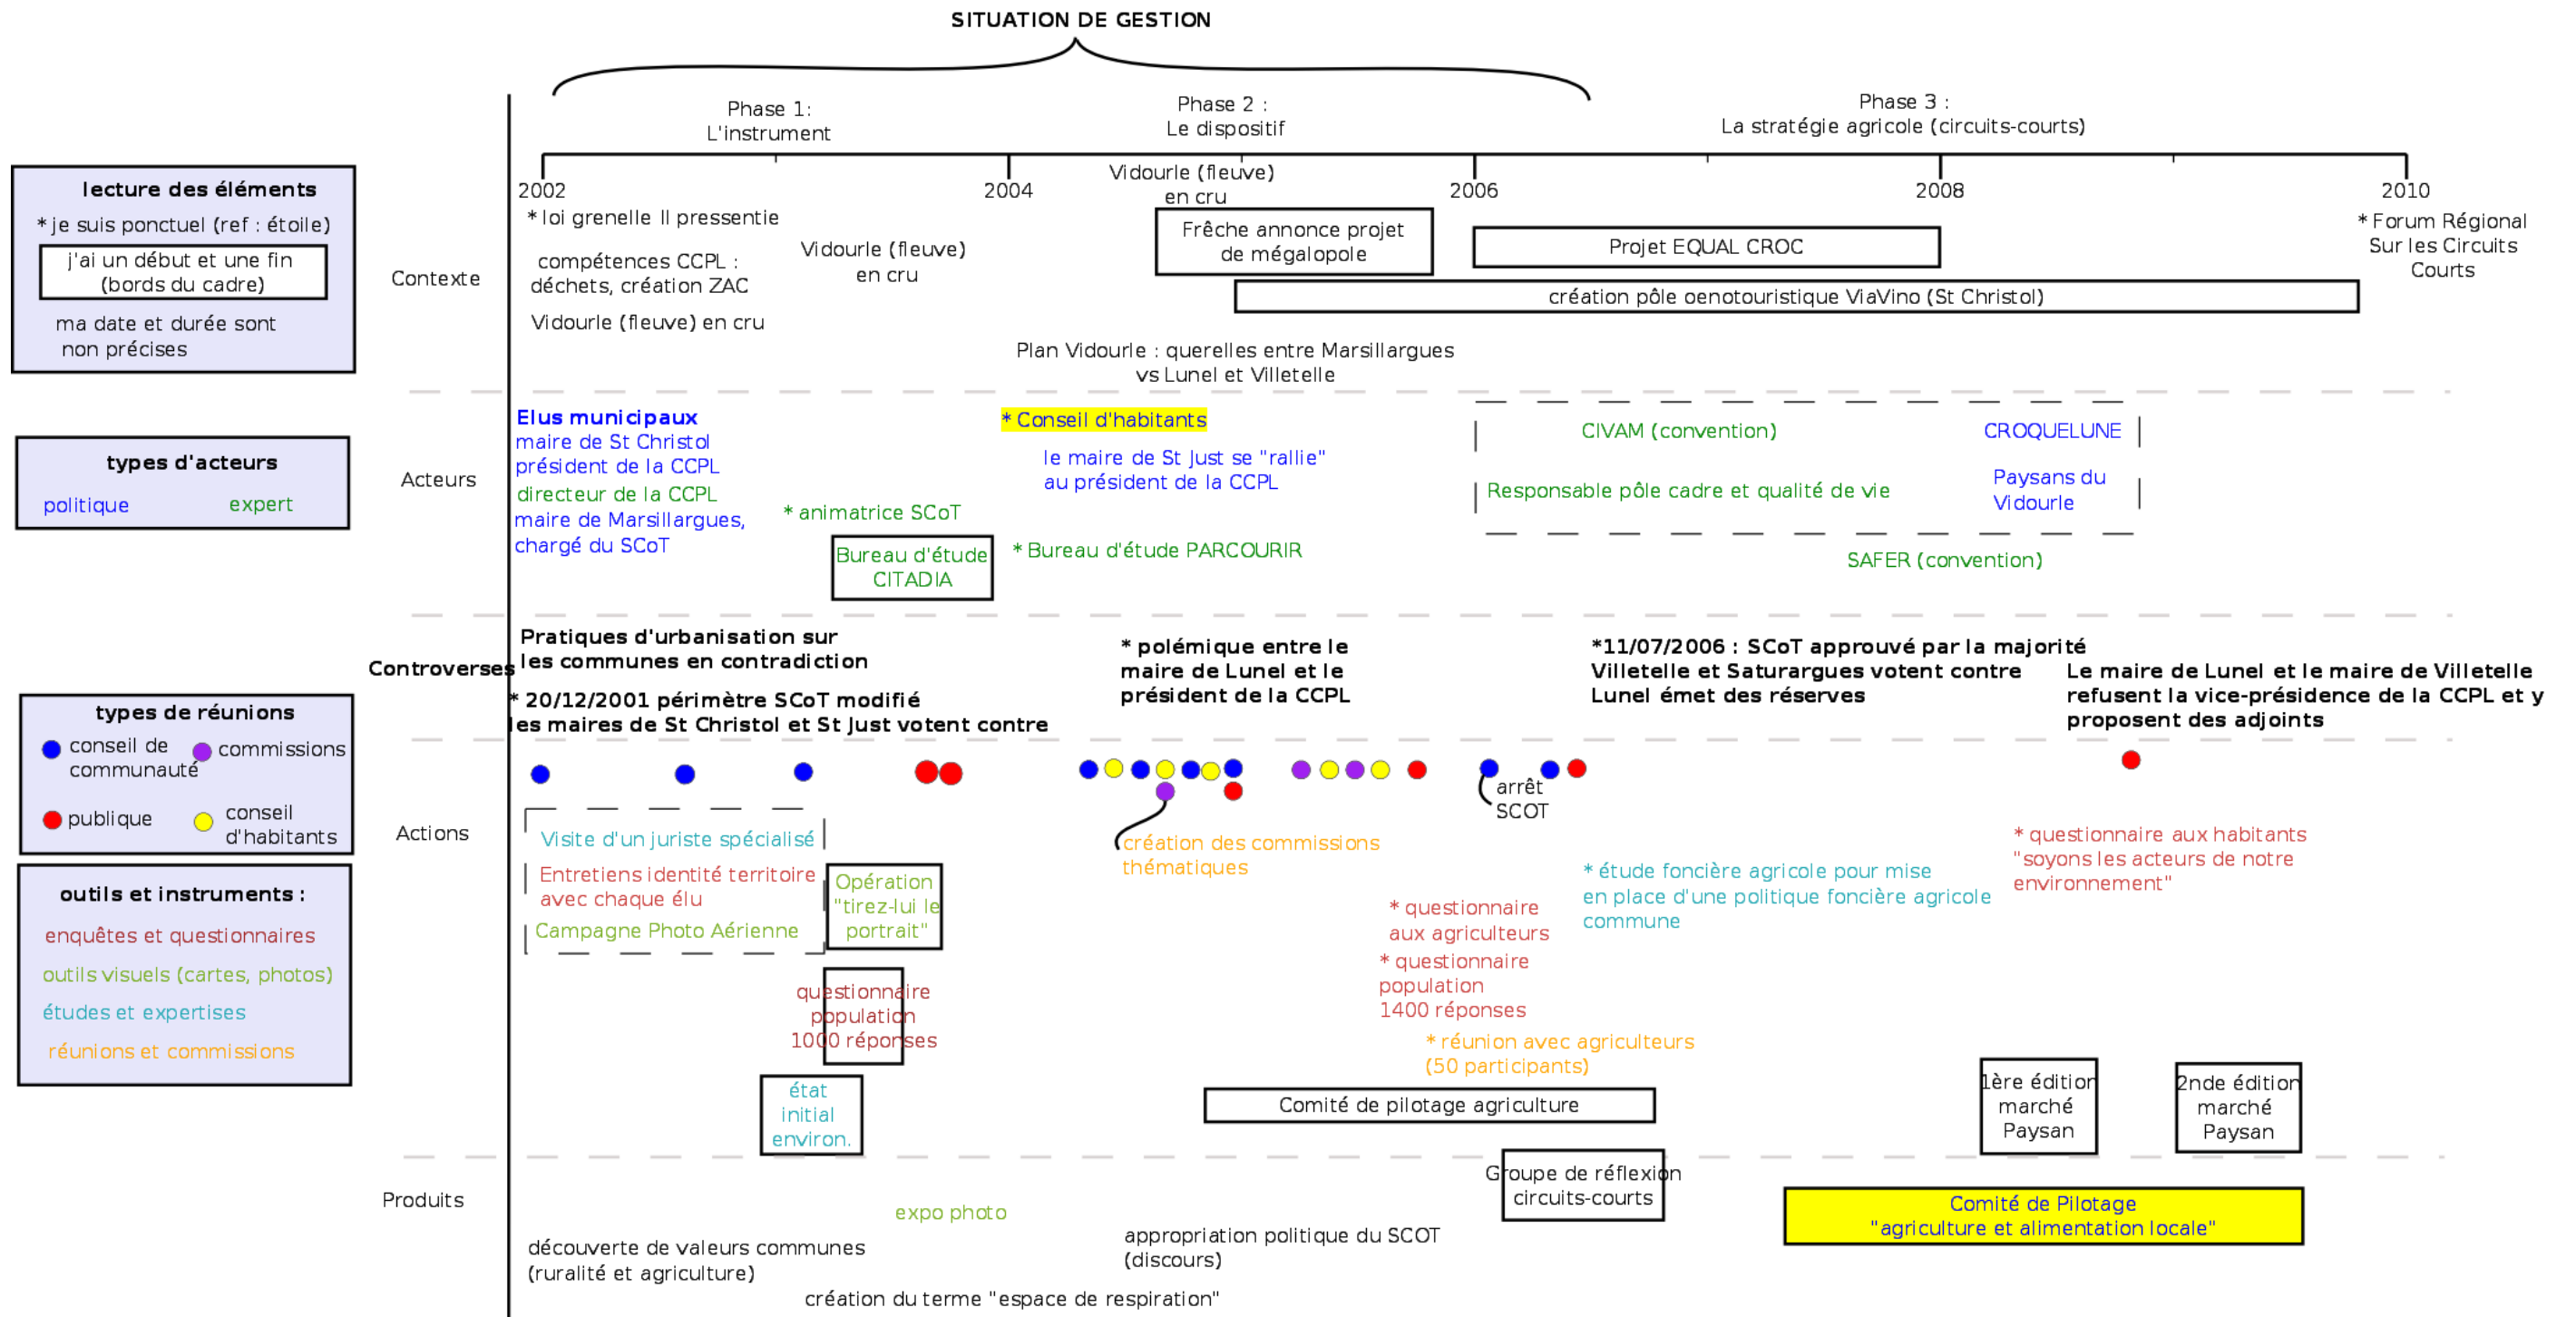 SITUATION DE GESTION
Phase 1:
L'instrument
Phase 2 :
Le dispositif
Phase 3 :
La stratégie agricole (circuits-courts)
2002
2004
2006
2008
2010
lecture des éléments
* je suis ponctuel (ref : étoile)
j'ai un début et une fin
(bords du cadre)
ma date et durée sont
non précises
Contexte
* loi grenelle II pressentie
compétences CCPL :
déchets, création ZAC
Vidourle (fleuve) en cru
Vidourle (fleuve)
en cru
Vidourle (fleuve)
en cru
Frêche annonce projet
de mégalopole
Projet EQUAL CROC
création pôle oenotouristique ViaVino (St Christol)
* Forum Régional
Sur les Circuits
Courts
Plan Vidourle : querelles entre Marsillargues
vs Lunel et Villetelle
types d'acteurs
politique
expert
Acteurs
Elus municipaux
maire de St Christol
président de la CCPL
directeur de la CCPL
maire de Marsillargues,
chargé du SCoT
* animatrice SCoT
Bureau d'étude
CITADIA
* Conseil d'habitants
le maire de St Just se "rallie"
au président de la CCPL
* Bureau d'étude PARCOURIR
CIVAM (convention)
CROQUELUNE
Responsable pôle cadre et qualité de vie
Paysans du
Vidourle
SAFER (convention)
Controverses
Pratiques d'urbanisation sur
les communes en contradiction
* 20/12/2001 périmètre SCoT modifié
les maires de St Christol et St Just votent contre
* polémique entre le
maire de Lunel et le
président de la CCPL
*11/07/2006 : SCoT approuvé par la majorité
Villetelle et Saturargues votent contre
Lunel émet des réserves
Le maire de Lunel et le maire de Villetelle
refusent la vice-présidence de la CCPL et y
proposent des adjoints
types de réunions
conseil de
communauté
commissions
publique
conseil
d'habitants
outils et instruments :
enquêtes et questionnaires
outils visuels (cartes, photos)
études et expertises
réunions et commissions
Actions
Visite d'un juriste spécialisé
Entretiens identité territoire
avec chaque élu
Campagne Photo Aérienne
Opération
"tirez-lui le
portrait"
questionnaire
population
1000 réponses
état
initial
environ.
création des commissions
thématiques
arrêt
SCOT
* questionnaire
aux agriculteurs
* questionnaire
population
1400 réponses
* réunion avec agriculteurs
(50 participants)
Comité de pilotage agriculture
* étude foncière agricole pour mise
en place d'une politique foncière agricole
commune
* questionnaire aux habitants
"soyons les acteurs de notre
environnement"
1ère édition
marché
Paysan
2nde édition
marché
Paysan
Produits
Groupe de réflexion
circuits-courts
Comité de Pilotage
"agriculture et alimentation locale"
expo photo
découverte de valeurs communes
(ruralité et agriculture)
appropriation politique du SCOT
(discours)
création du terme "espace de respiration"